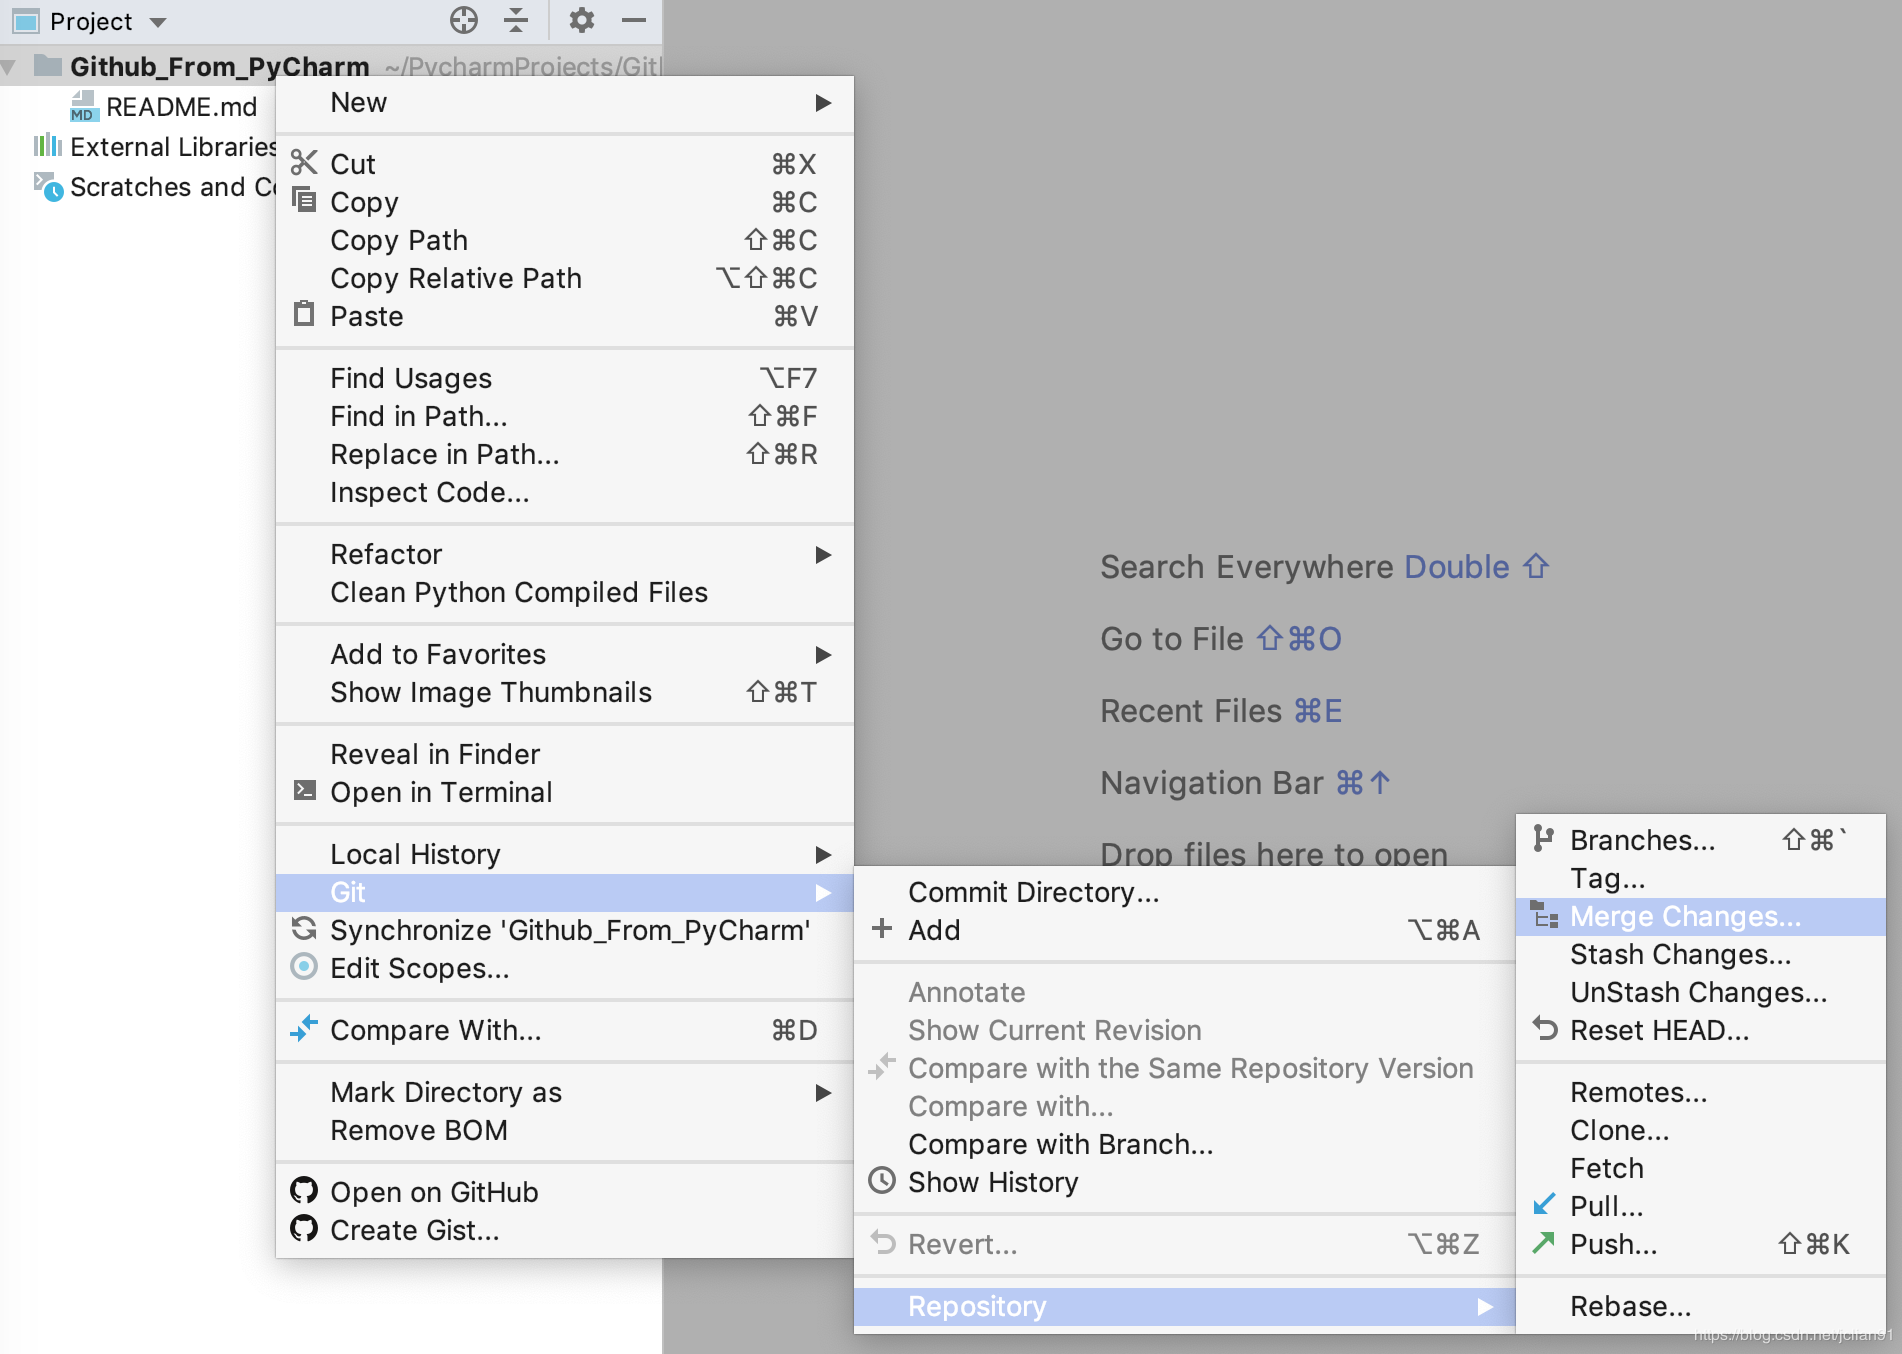 Project
Github_From_PyCharm ~/PycharmProjects/Git
MD README.md
External Libraries
Scratches and Co
New
Cut ⌘X
Copy ⌘C
Copy Path ⇧⌘C
Copy Relative Path ⌥⇧⌘C
Paste ⌘V
Find Usages ⌥F7
Find in Path... ⇧⌘F
Replace in Path... ⇧⌘R
Inspect Code...
Refactor
Clean Python Compiled Files
Add to Favorites
Show Image Thumbnails ⇧⌘T
Reveal in Finder
Open in Terminal
Local History
Git
Synchronize 'Github_From_PyCharm'
Edit Scopes...
Compare With... ⌘D
Mark Directory as
Remove BOM
Open on GitHub
Create Gist...
Search Everywhere Double ⇧
Go to File ⇧⌘O
Recent Files ⌘E
Navigation Bar ⌘↑
Drop files here to open
Commit Directory...
Add ⌥⌘A
Annotate
Show Current Revision
Compare with the Same Repository Version
Compare with...
Compare with Branch...
Show History
Revert... ⌥⌘Z
Repository
Branches... ⇧⌘`
Tag...
Merge Changes...
Stash Changes...
UnStash Changes...
Reset HEAD...
Remotes...
Clone...
Fetch
Pull...
Push... ⇧⌘K
Rebase...
https://blog.csdn.net/jclian91